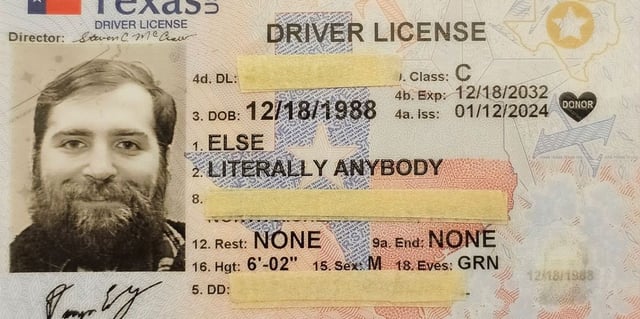 Texas
DRIVER LICENSE
DRIVER LICENSE
Director:
4d. DL:
9. Class: C
4b. Exp: 12/18/2032
3. DOB: 12/18/1988
4a. Iss: 01/12/2024
DONOR
1. ELSE
2. LITERALLY ANYBODY
8.
12. Rest: NONE
9a. End: NONE
16. Hgt: 6'-02"
15. Sex: M
18. Eyes: GRN
12/18/1988
5. DD: